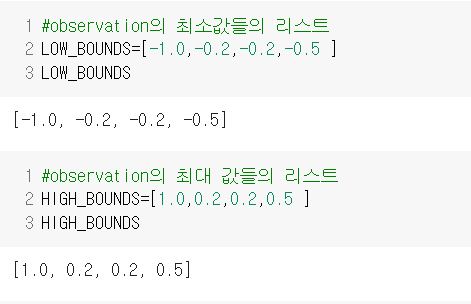 1 #observation의 최소값들의 리스트
2 LOW_BOUNDS=[-1.0,-0.2,-0.2,-0.5 ]
3 LOW_BOUNDS
[-1.0, -0.2, -0.2, -0.5]
1 #observation의 최대 값들의 리스트
2 HIGH_BOUNDS=[1.0,0.2,0.2,0.5 ]
3 HIGH_BOUNDS
[1.0, 0.2, 0.2, 0.5]